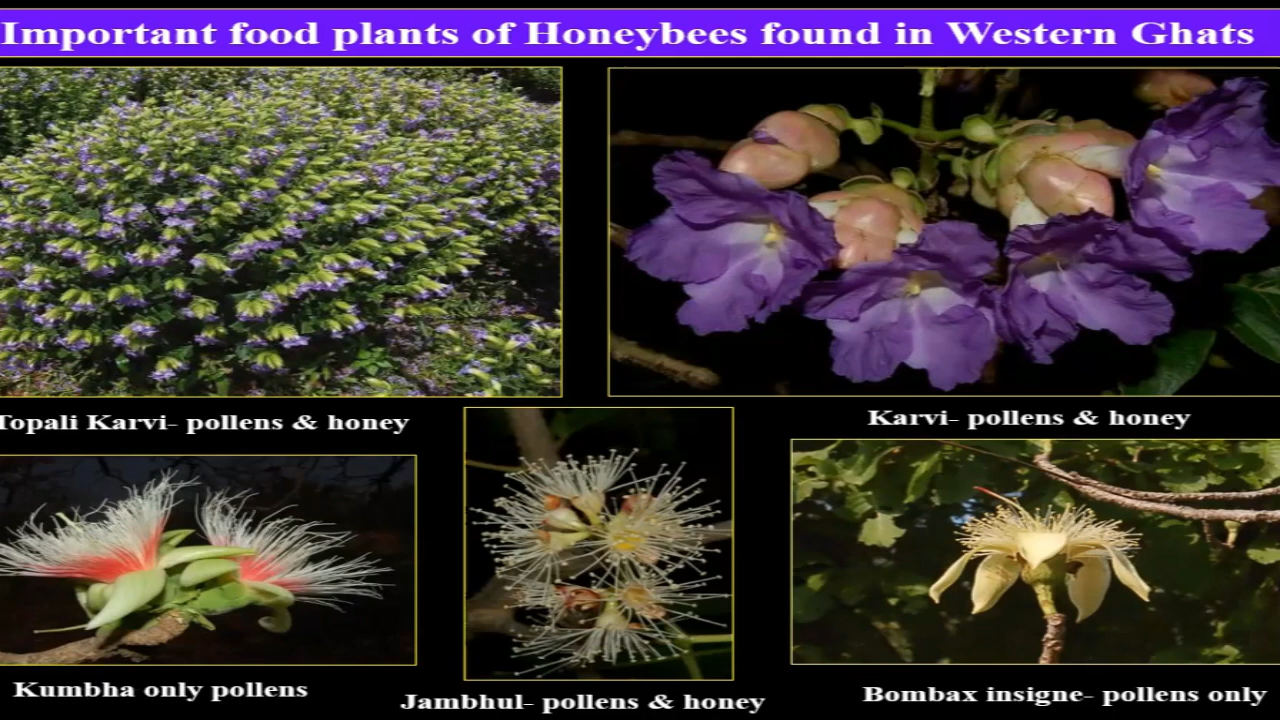 Important food plants of Honeybees found in Western Ghats
Topali Karvi- pollens & honey
Karvi- pollens & honey
Kumbha only pollens
Jambhul- pollens & honey
Bombax insigne- pollens only